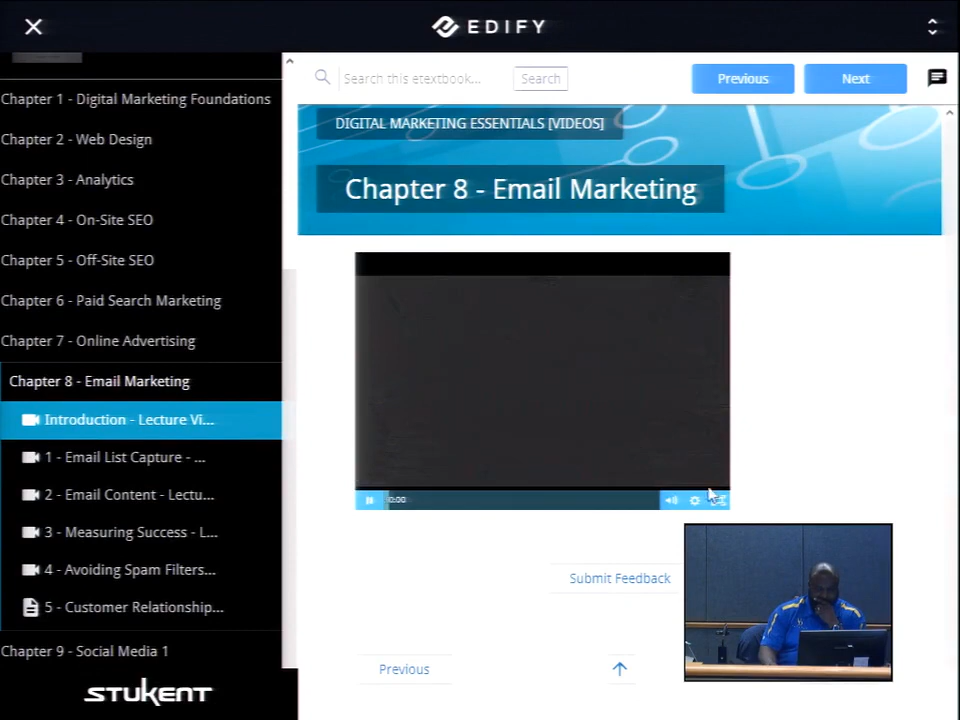 EDIFY
Chapter 1 - Digital Marketing Foundations
Chapter 2 - Web Design
Chapter 3 - Analytics
Chapter 4 - On-Site SEO
Chapter 5 - Off-Site SEO
Chapter 6 - Paid Search Marketing
Chapter 7 - Online Advertising
Chapter 8 - Email Marketing
Introduction - Lecture Vi...
1 - Email List Capture - ...
2 - Email Content - Lectu...
3 - Measuring Success - L...
4 - Avoiding Spam Filters...
5 - Customer Relationship...
Chapter 9 - Social Media 1
STUKENT
Search this etextbook...
Search
Previous
Next
DIGITAL MARKETING ESSENTIALS [VIDEOS]
Chapter 8 - Email Marketing
0:00
Submit Feedback
Previous